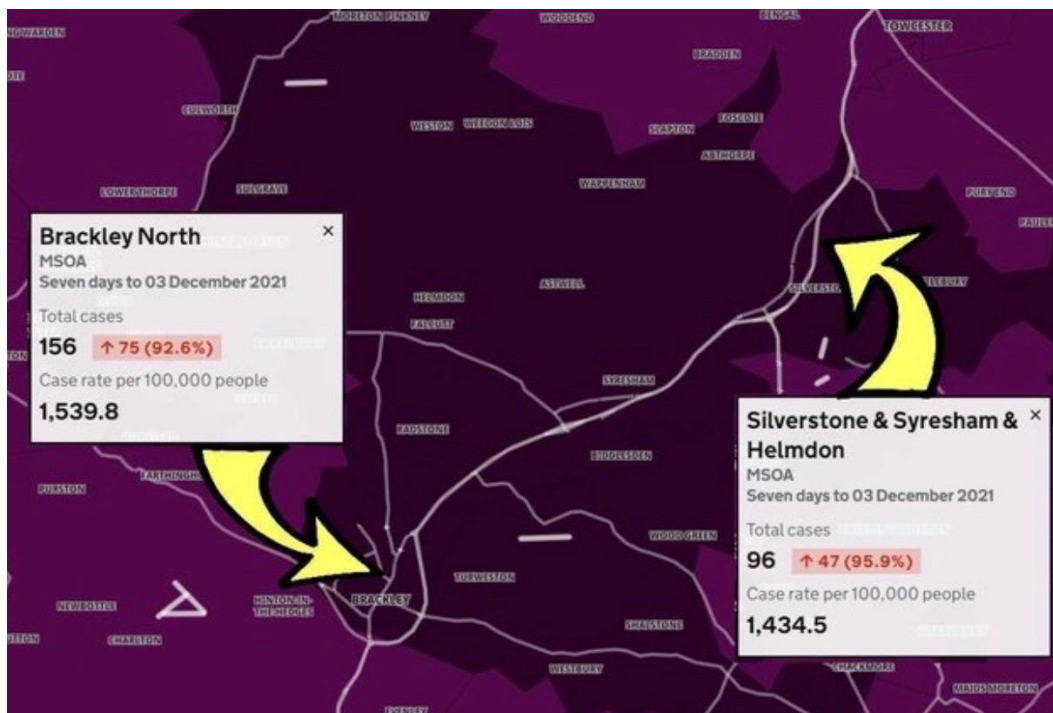 MORETON PINKNEY
WOODEND
BENGAL
TOWCESTER
BRADDEN
CULWORTH
WESTON
WEEDON LOIS
SLAPTON
FOSCOTE
ABTHORPE
LOWER THORPE
SULGRAVE
WAPPENHAM
PURY END
Brackley North ×
MSOA
Seven days to 03 December 2021
Total cases
156 ↑ 75 (92.6%)
Case rate per 100,000 people
1,539.8
ASTWELL
HELMDON
FALCUTT
SYRESHAM
RADSTONE
BIDDLESDEN
PURSTON
WOOD GREEN
TURWESTON
BRACKLEY
HINTON-IN-
THE-HEDGES
NEWBOTTLE
CHARLTON
SHALSTONE
WESTBURY
Silverstone & Syresham & ×
Helmdon
MSOA
Seven days to 03 December 2021
Total cases
96 ↑ 47 (95.9%)
Case rate per 100,000 people
1,434.5
CHACKMORE
MAIDS MORETON
EVENLEY